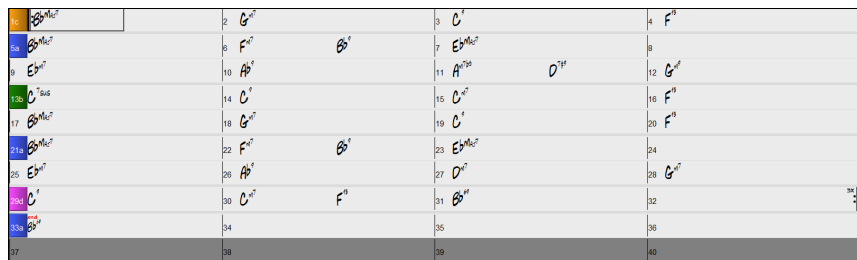 1c BbMaj7 2 Gm7 3 C9 4 F13
5a BbMaj7 6 Fm7 Bb9 7 EbMaj7 8
9 Ebm7 10 Ab9 11 Am7b5 D7#9 12 Gm9
13b C7sus 14 C9 15 Cm7 16 F13
17 BbMaj7 18 Gm7 19 C9 20 F13
21a BbMaj7 22 Fm7 Bb9 23 EbMaj7 24
25 Ebm7 26 Ab9 27 Dm7 28 Gm7
3x
29d C9 30 Cm7 F13 31 32
end
33a 34 35 36
37 38 39 40